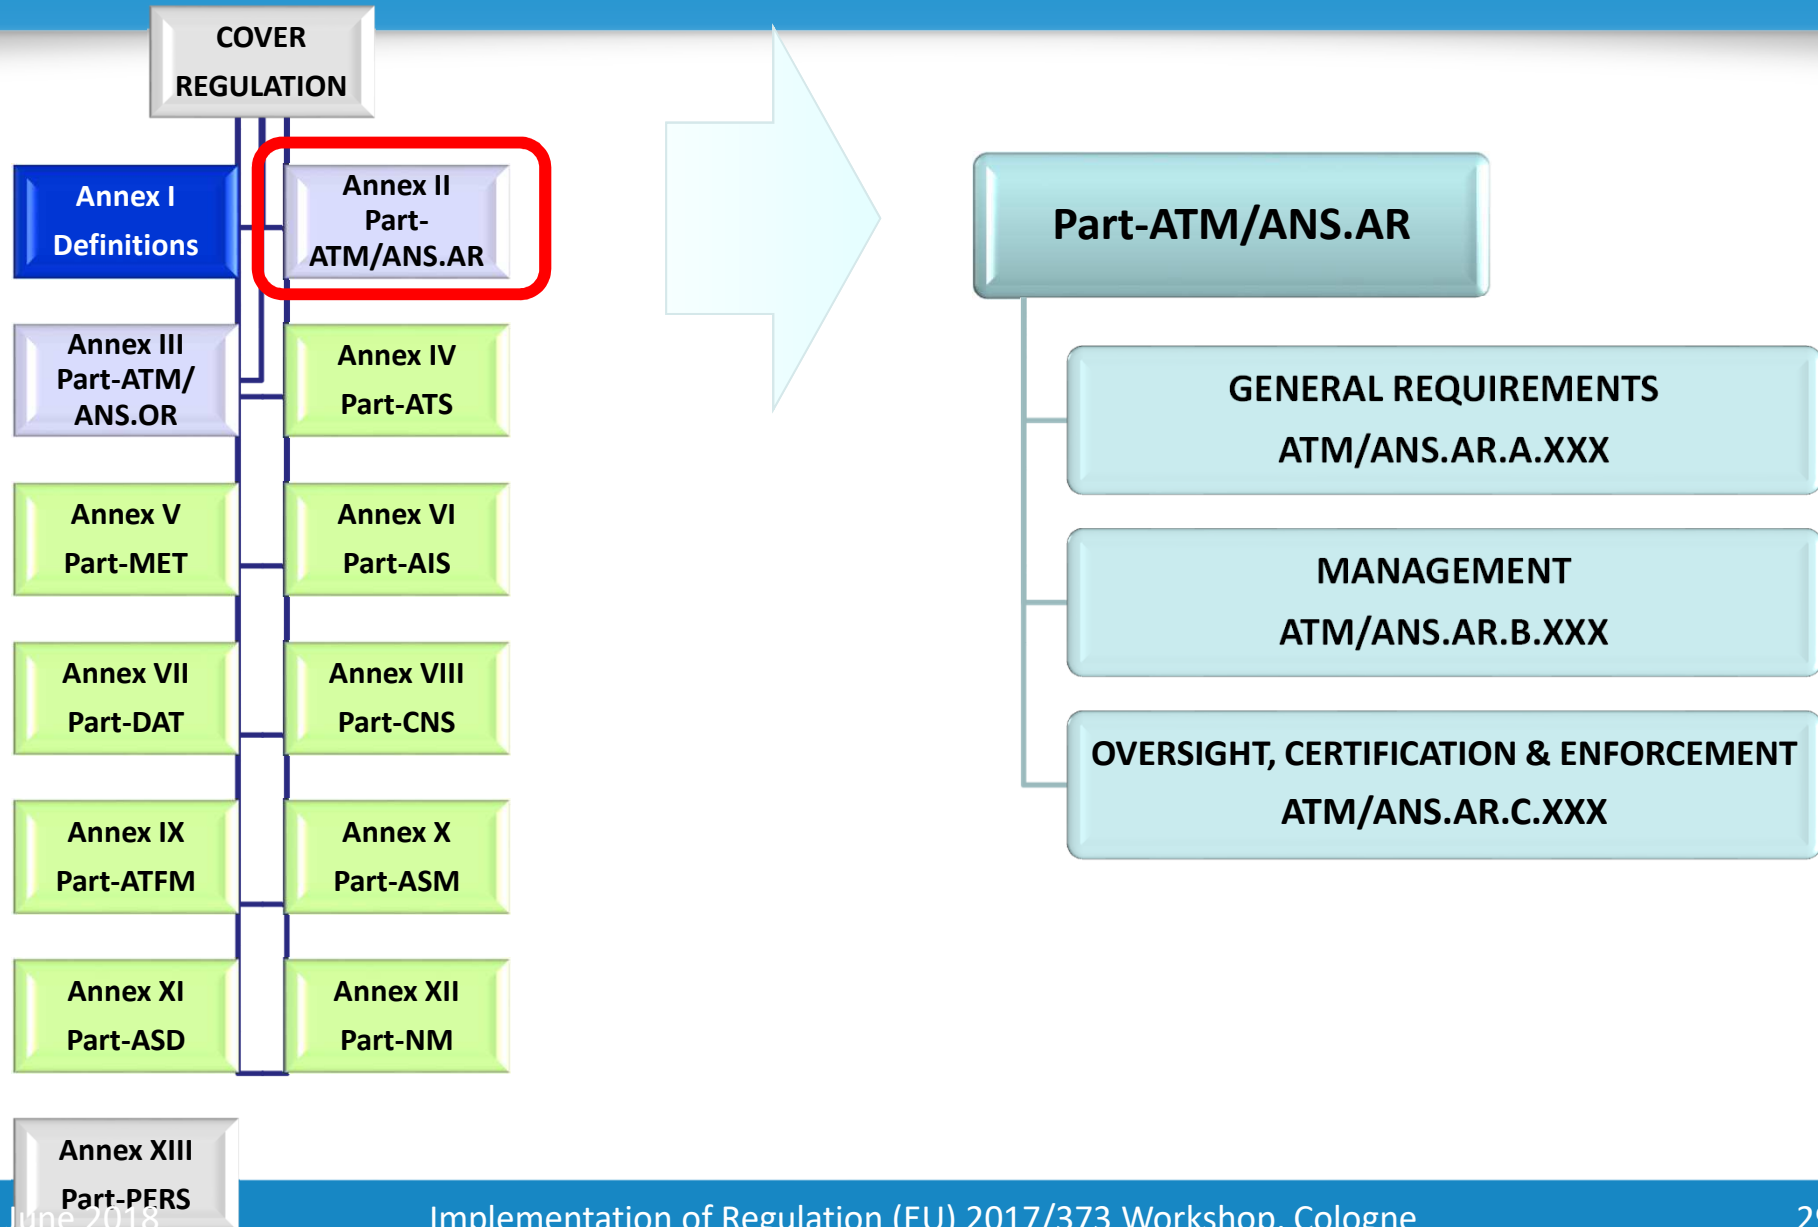 COVER
REGULATION
Annex I
Definitions
Annex II
Part-
ATM/ANS.AR
Annex III
Part-ATM/
ANS.OR
Annex IV
Part-ATS
Annex V
Part-MET
Annex VI
Part-AIS
Annex VII
Part-DAT
Annex VIII
Part-CNS
Annex IX
Part-ATFM
Annex X
Part-ASM
Annex XI
Part-ASD
Annex XII
Part-NM
Annex XIII
Part-PERS
Part-ATM/ANS.AR
GENERAL REQUIREMENTS
ATM/ANS.AR.A.XXX
MANAGEMENT
ATM/ANS.AR.B.XXX
OVERSIGHT, CERTIFICATION & ENFORCEMENT
ATM/ANS.AR.C.XXX
June 2018
Implementation of Regulation (EU) 2017/373 Workshop, Cologne
2